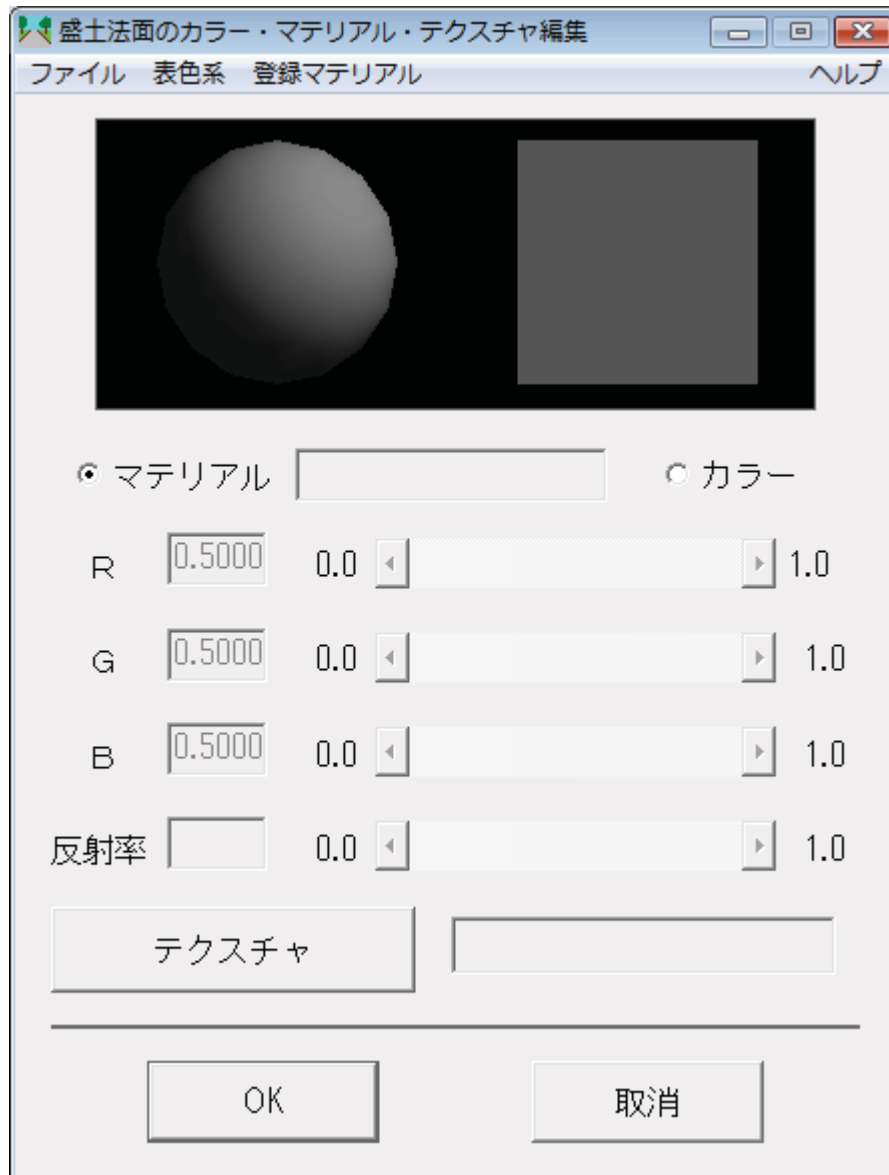 盛土法面のカラー・マテリアル・テクスチャ編集
ファイル 表色系 登録マテリアル ヘルプ
マテリアル カラー
R 0.5000 0.0 1.0
G 0.5000 0.0 1.0
B 0.5000 0.0 1.0
反射率 0.0 1.0
テクスチャ
OK 取消